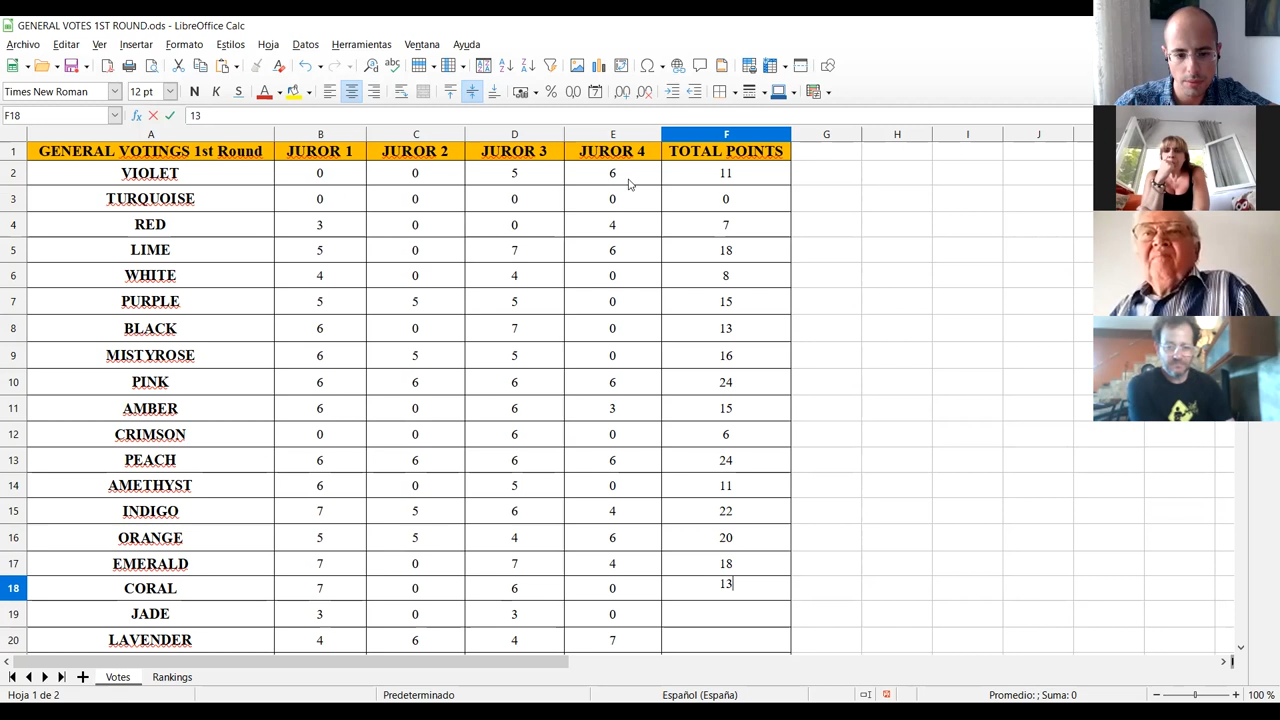 GENERAL VOTES 1ST ROUND.ods - LibreOffice Calc
Archivo Editar Ver Insertar Formato Estilos Hoja Datos Herramientas Ventana Ayuda
Times New Roman 12 pt N K S A % 0.0
F18 fx 13
A B C D E F G H I J
1 GENERAL VOTINGS 1st Round JUROR 1 JUROR 2 JUROR 3 JUROR 4 TOTAL POINTS
2 VIOLET 0 0 5 6 11
3 TURQUOISE 0 0 0 0 0
4 RED 3 0 0 4 7
5 LIME 5 0 7 6 18
6 WHITE 4 0 4 0 8
7 PURPLE 5 5 5 0 15
8 BLACK 6 0 7 0 13
9 MISTYROSE 6 5 5 0 16
10 PINK 6 6 6 6 24
11 AMBER 6 0 6 3 15
12 CRIMSON 0 0 6 0 6
13 PEACH 6 6 6 6 24
14 AMETHYST 6 0 5 0 11
15 INDIGO 7 5 6 4 22
16 ORANGE 5 5 4 6 20
17 EMERALD 7 0 7 4 18
18 CORAL 7 0 6 0 13
19 JADE 3 0 3 0
20 LAVENDER 4 6 4 7
Votes Rankings
Hoja 1 de 2 Predeterminado Español (España) Promedio: ; Suma: 0 100 %